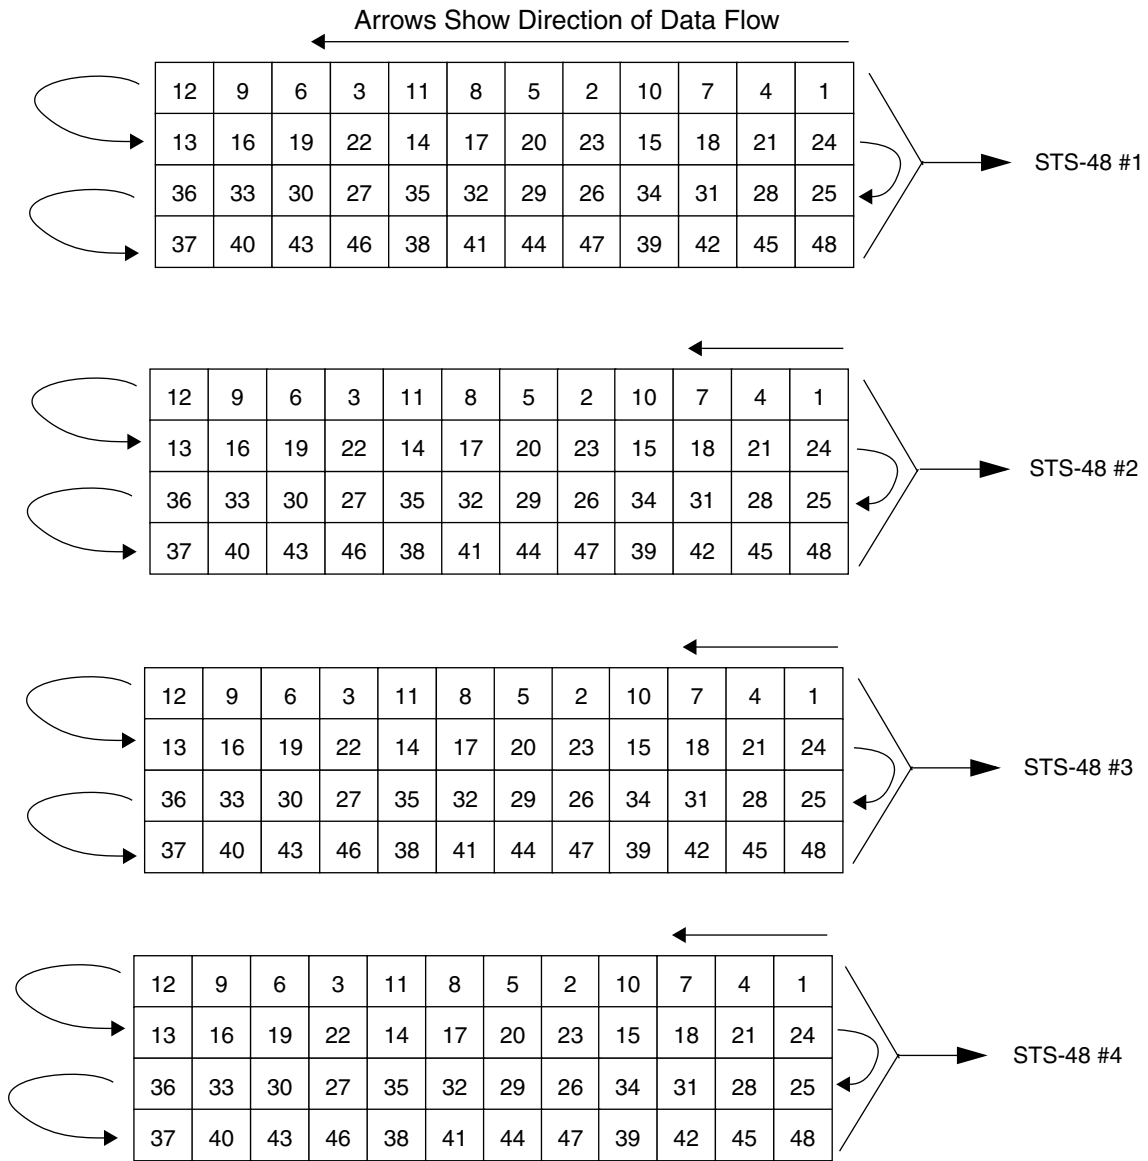 Arrows Show Direction of Data Flow
12 9 6 3 11 8 5 2 10 7 4 1
13 16 19 22 14 17 20 23 15 18 21 24
STS-48 #1
36 33 30 27 35 32 29 26 34 31 28 25
37 40 43 46 38 41 44 47 39 42 45 48
12 9 6 3 11 8 5 2 10 7 4 1
13 16 19 22 14 17 20 23 15 18 21 24
STS-48 #2
36 33 30 27 35 32 29 26 34 31 28 25
37 40 43 46 38 41 44 47 39 42 45 48
12 9 6 3 11 8 5 2 10 7 4 1
13 16 19 22 14 17 20 23 15 18 21 24
STS-48 #3
36 33 30 27 35 32 29 26 34 31 28 25
37 40 43 46 38 41 44 47 39 42 45 48
12 9 6 3 11 8 5 2 10 7 4 1
13 16 19 22 14 17 20 23 15 18 21 24
STS-48 #4
36 33 30 27 35 32 29 26 34 31 28 25
37 40 43 46 38 41 44 47 39 42 45 48